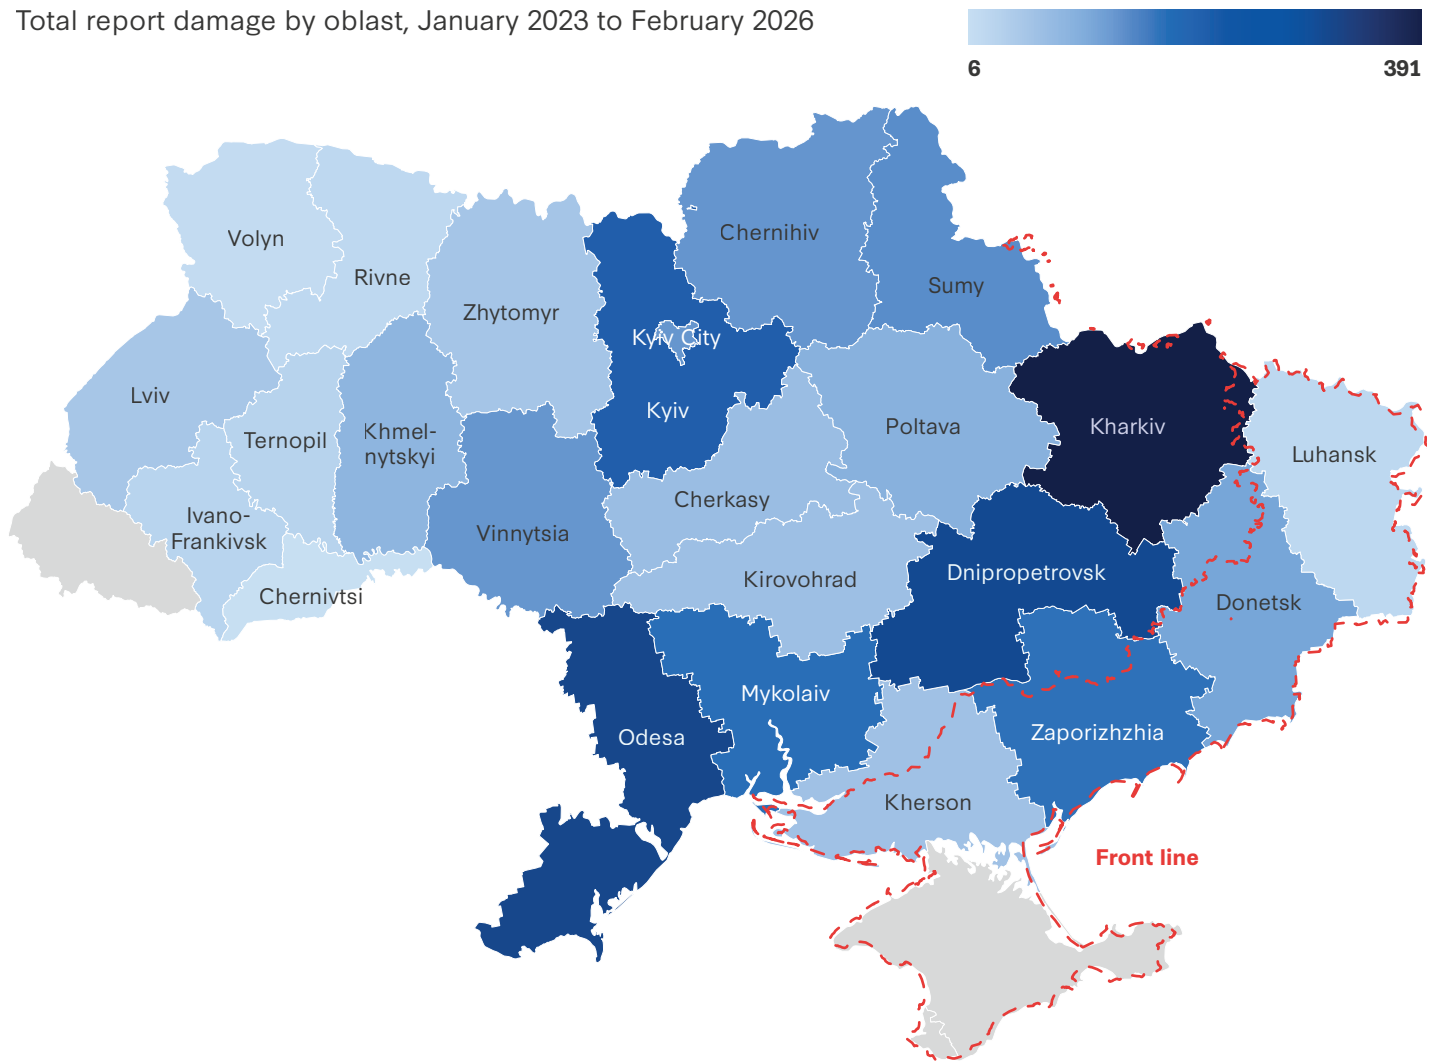 Total report damage by oblast, January 2023 to February 2026
6
391
Volyn
Rivne
Zhytomyr
Chernihiv
Sumy
Kyiv City
Kyiv
Lviv
Ternopil
Khmel-
nytskyi
Poltava
Kharkiv
Luhansk
Cherkasy
Ivano-
Frankivsk
Vinnytsia
Kirovohrad
Dnipropetrovsk
Chernivtsi
Donetsk
Mykolaiv
Odesa
Zaporizhzhia
Kherson
Front line